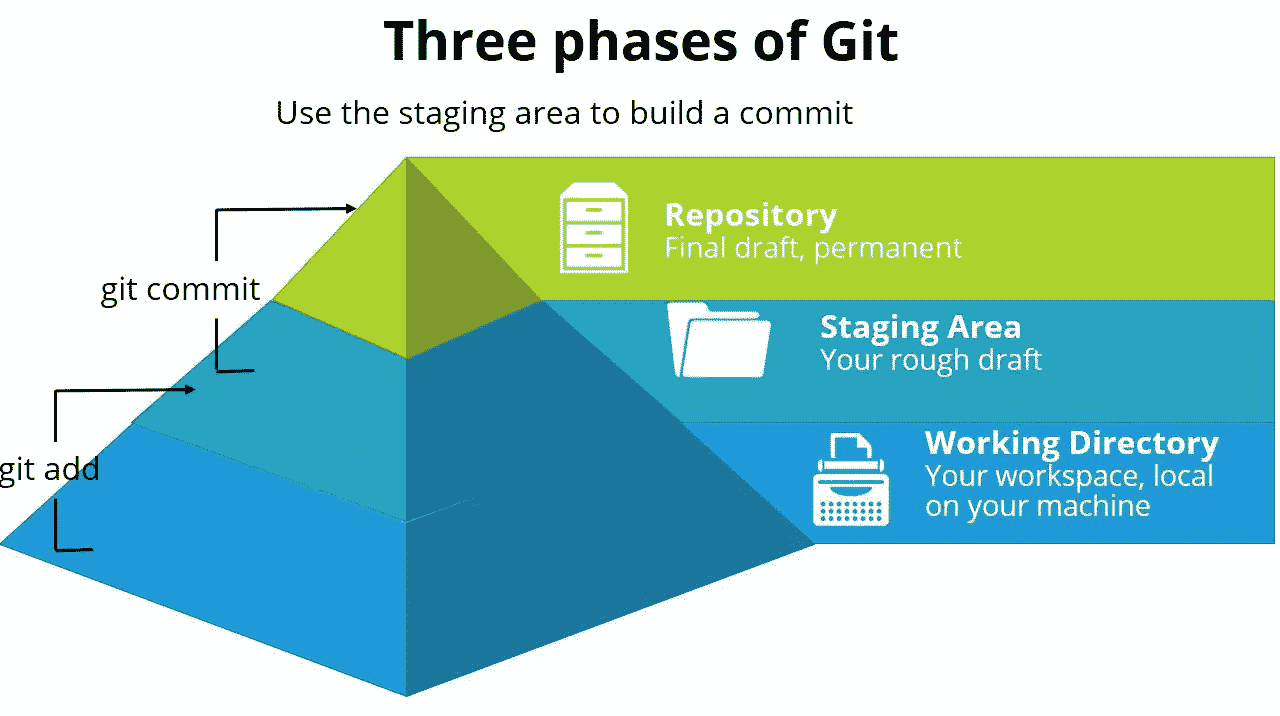 Three phases of Git
Use the staging area to build a commit
Repository
Final draft, permanent
git commit
Staging Area
Your rough draft
git add
Working Directory
Your workspace, local
on your machine